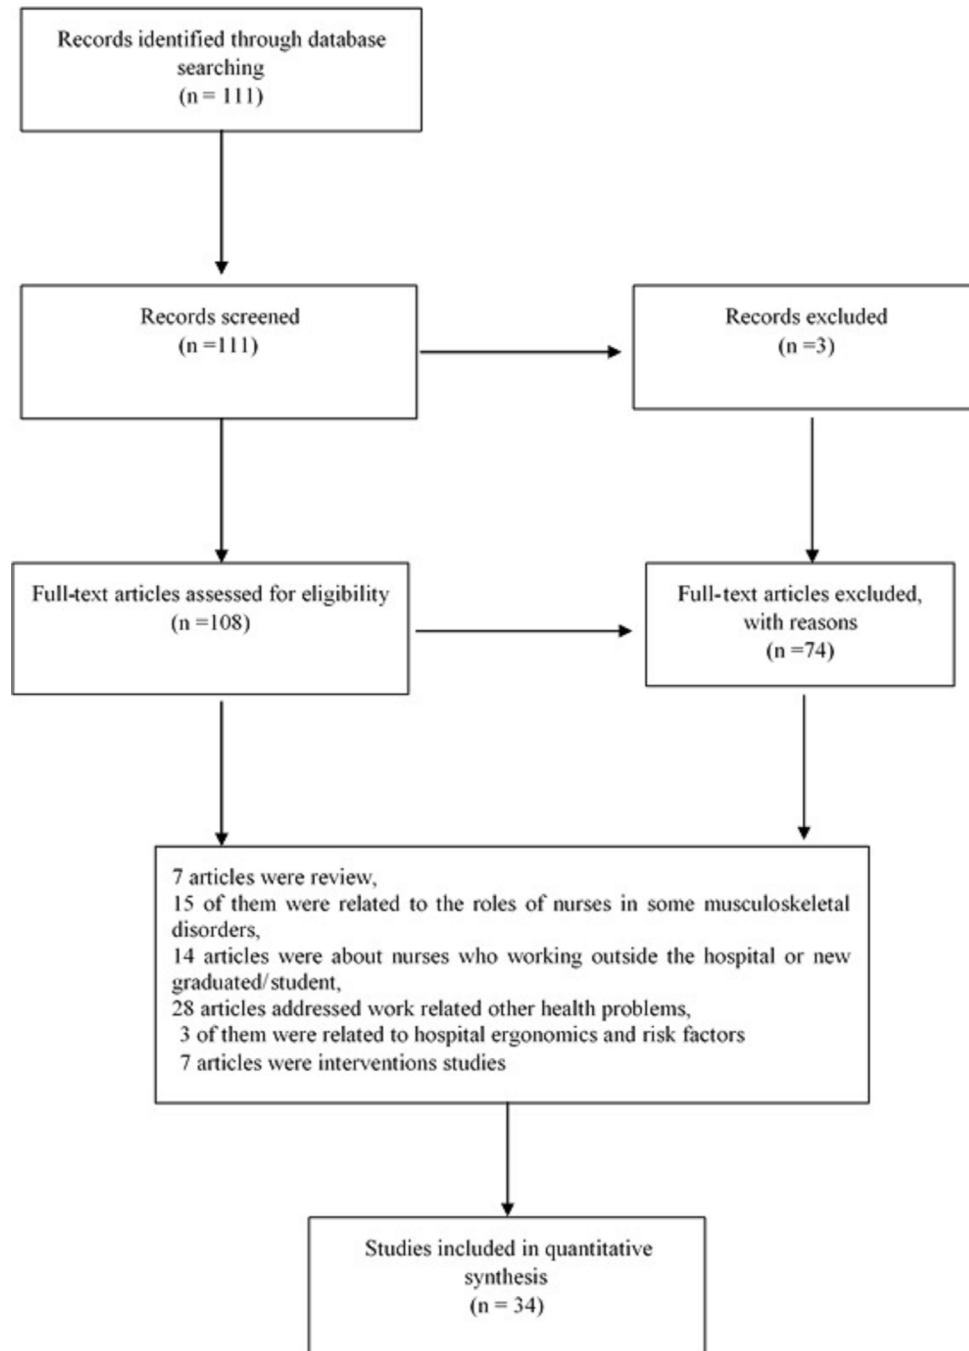 Records identified through database
searching
(n = 111)
Records screened
(n =111)
Records excluded
(n =3)
Full-text articles assessed for eligibility
(n =108)
Full-text articles excluded,
with reasons
(n =74)
7 articles were review,
15 of them were related to the roles of nurses in some musculoskeletal
disorders,
14 articles were about nurses who working outside the hospital or new
graduated/student,
28 articles addressed work related other health problems,
3 of them were related to hospital ergonomics and risk factors
7 articles were interventions studies
Studies included in quantitative
synthesis
(n = 34)